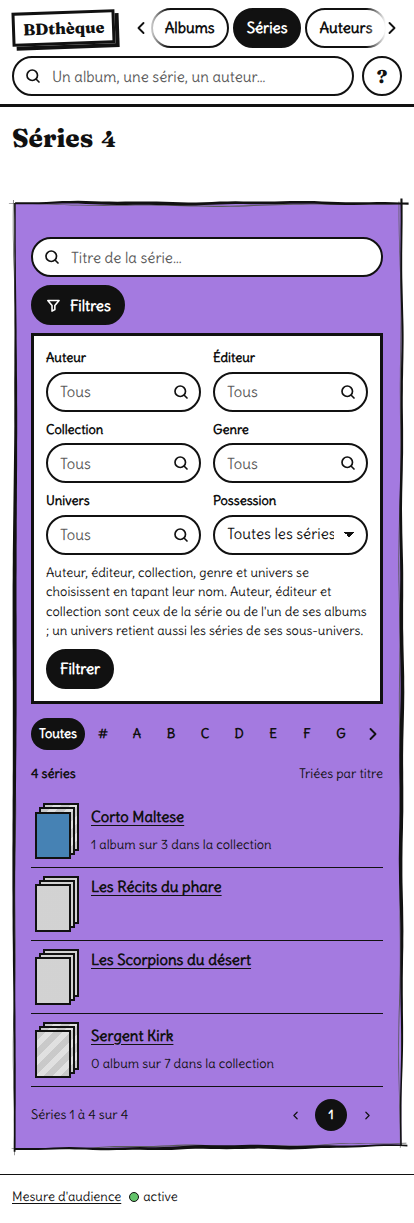 BDthèque
Albums
Séries
Auteurs
Un album, une série, un auteur...
?
Séries 4
Titre de la série...
Filtres
Auteur
Éditeur
Tous
Tous
Collection
Genre
Tous
Tous
Univers
Possession
Tous
Toutes les séries
Auteur, éditeur, collection, genre et univers se
choisissent en tapant leur nom. Auteur, éditeur et
collection sont ceux de la série ou de l'un de ses albums
; un univers retient aussi les séries de ses sous-univers.
Filtrer
Toutes # A B C D E F G
4 séries
Triées par titre
Corto Maltese
1 album sur 3 dans la collection
Les Récits du phare
Les Scorpions du désert
Sergent Kirk
0 album sur 7 dans la collection
Séries 1 à 4 sur 4
1
Mesure d'audience
active